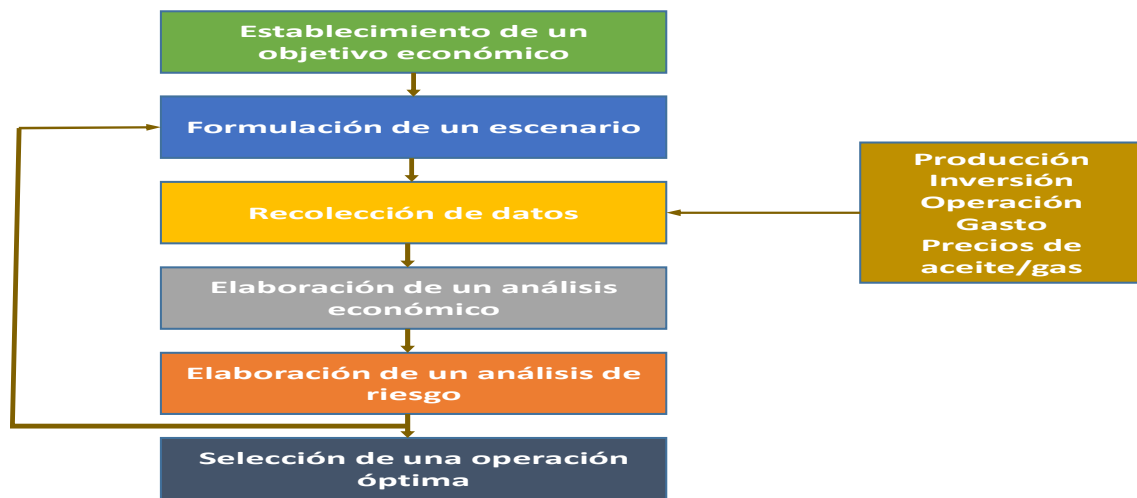 Establecimiento de un
objetivo económico
Formulación de un escenario
Recolección de datos
Elaboración de un análisis
económico
Elaboración de un análisis de
riesgo
Selección de una operación
óptima
Producción
Inversión
Operación
Gasto
Precios de
aceite/gas